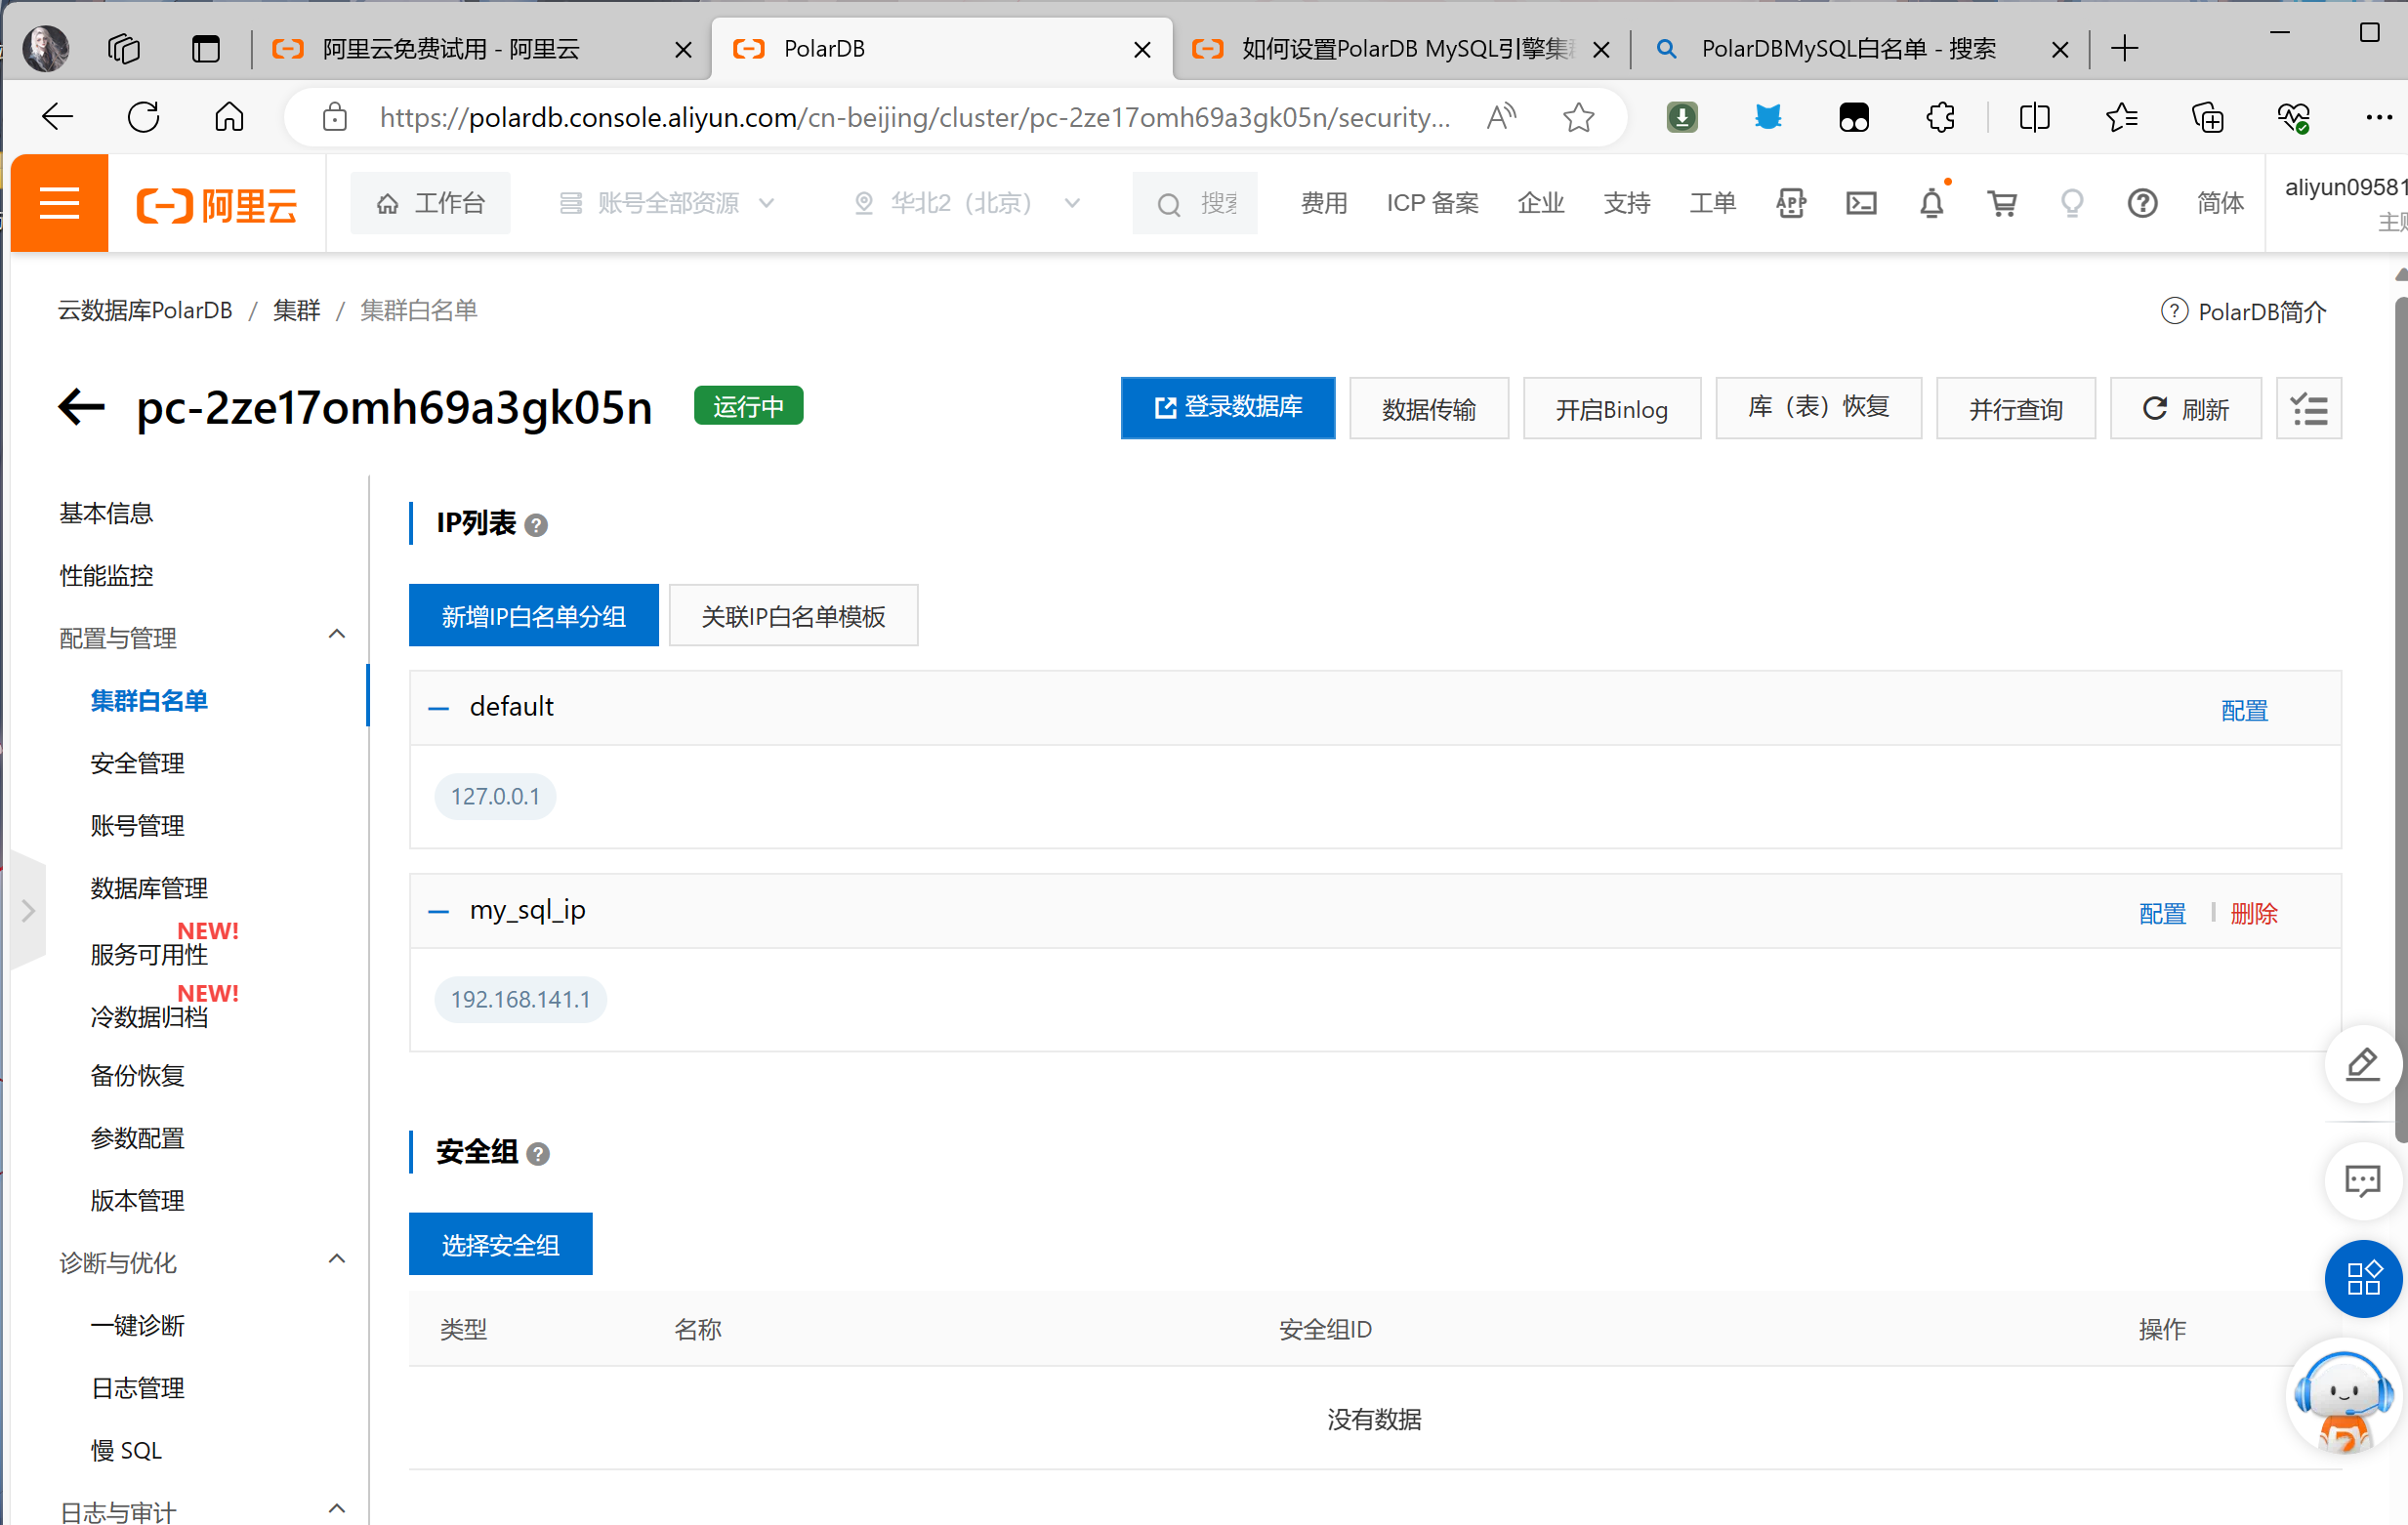 阿里云免费试用 - 阿里云
PolarDB
如何设置PolarDB MySQL引擎集
PolarDBMySQL白名单 - 搜索
https://polardb.console.aliyun.com/cn-beijing/cluster/pc-2ze17omh69a3gk05n/security...
阿里云
工作台
账号全部资源
华北2（北京）
搜
费用
ICP 备案
企业
支持
工单
APP
简体
aliyun09581
主
云数据库PolarDB / 集群 / 集群白名单
PolarDB简介
pc-2ze17omh69a3gk05n
运行中
登录数据库
数据传输
开启Binlog
库（表）恢复
并行查询
刷新
基本信息
性能监控
配置与管理
集群白名单
安全管理
账号管理
数据库管理
NEW!
服务可用性
NEW!
冷数据归档
备份恢复
参数配置
版本管理
诊断与优化
一键诊断
日志管理
慢 SQL
日志与审计
IP列表
新增IP白名单分组
关联IP白名单模板
default
配置
127.0.0.1
my_sql_ip
配置
删除
192.168.141.1
安全组
选择安全组
类型
名称
安全组ID
操作
没有数据